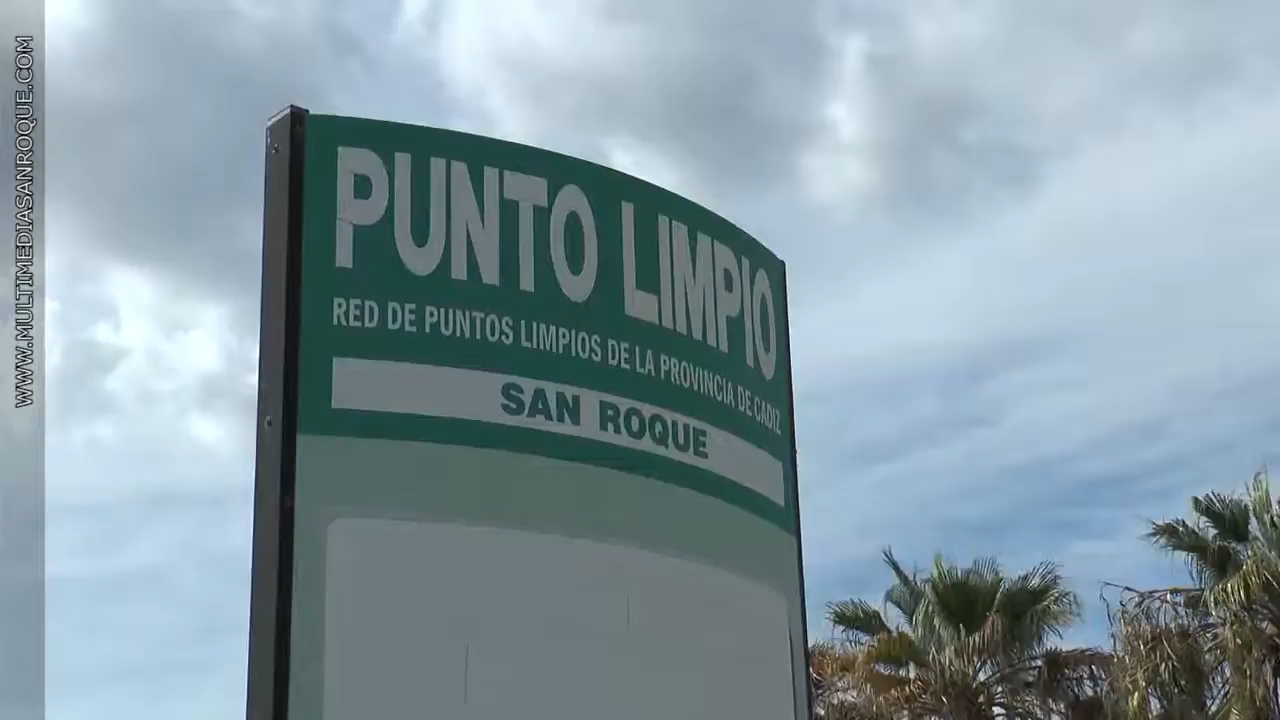 WWW.MULTIMEDIASANROQUE.COM
PUNTO LIMPIO
RED DE PUNTOS LIMPIOS DE LA PROVINCIA DE CADIZ
SAN ROQUE